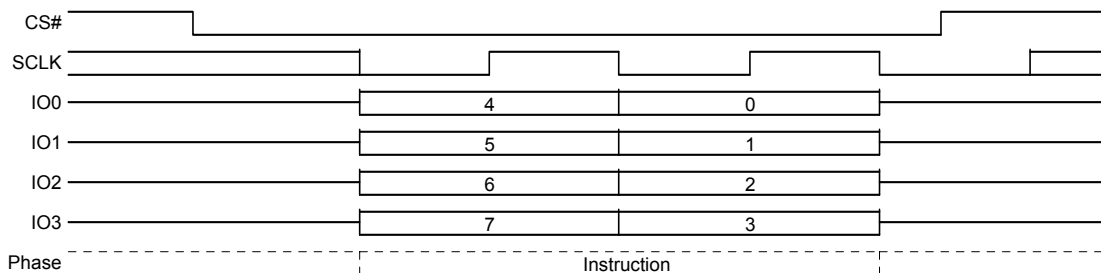 CS#
SCLK
IO0 4 0
IO1 5 1
IO2 6 2
IO3 7 3
Phase Instruction